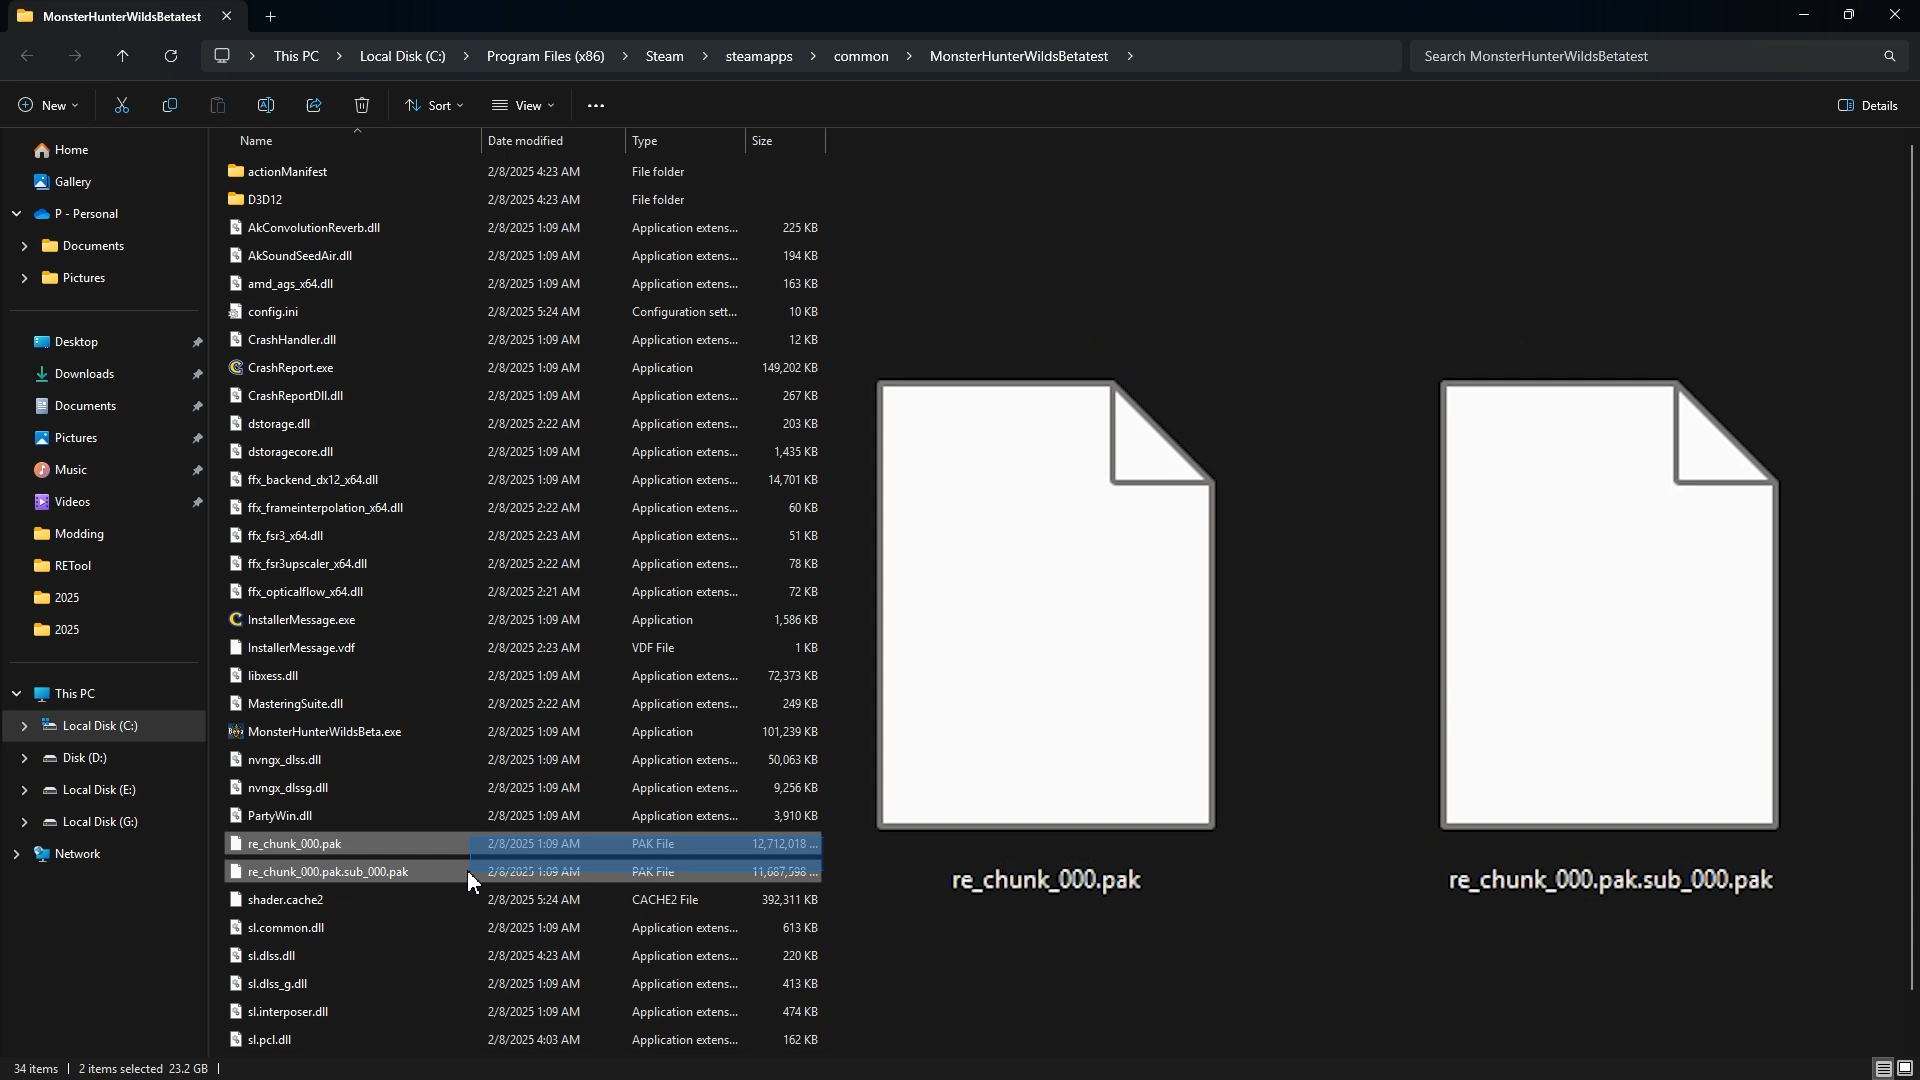 MonsterHunterWildsBetatest
This PC > Local Disk (C:) > Program Files (x86) > Steam > steamapps > common > MonsterHunterWildsBetatest >
Search MonsterHunterWildsBetatest
New
Sort
View
Details
Home
Gallery
P - Personal
Documents
Pictures
Desktop
Downloads
Documents
Pictures
Music
Videos
Modding
RETool
2025
2025
This PC
Local Disk (C:)
Disk (D:)
Local Disk (E:)
Local Disk (G:)
Network
Name Date modified Type Size
actionManifest 2/8/2025 4:23 AM File folder
D3D12 2/8/2025 4:23 AM File folder
AkConvolutionReverb.dll 2/8/2025 1:09 AM Application extens... 225 KB
AkSoundSeedAir.dll 2/8/2025 1:09 AM Application extens... 194 KB
amd_ags_x64.dll 2/8/2025 1:09 AM Application extens... 163 KB
config.ini 2/8/2025 5:24 AM Configuration sett... 10 KB
CrashHandler.dll 2/8/2025 1:09 AM Application extens... 12 KB
CrashReport.exe 2/8/2025 1:09 AM Application 149,202 KB
CrashReportDll.dll 2/8/2025 1:09 AM Application extens... 267 KB
dstorage.dll 2/8/2025 2:22 AM Application extens... 203 KB
dstoragecore.dll 2/8/2025 1:09 AM Application extens... 1,435 KB
ffx_backend_dx12_x64.dll 2/8/2025 1:09 AM Application extens... 14,701 KB
ffx_frameinterpolation_x64.dll 2/8/2025 2:22 AM Application extens... 60 KB
ffx_fsr3_x64.dll 2/8/2025 2:23 AM Application extens... 51 KB
ffx_fsr3upscaler_x64.dll 2/8/2025 2:22 AM Application extens... 78 KB
ffx_opticalflow_x64.dll 2/8/2025 2:21 AM Application extens... 72 KB
InstallerMessage.exe 2/8/2025 1:09 AM Application 1,586 KB
InstallerMessage.vdf 2/8/2025 2:23 AM VDF File 1 KB
libxess.dll 2/8/2025 1:09 AM Application extens... 72,373 KB
MasteringSuite.dll 2/8/2025 2:22 AM Application extens... 249 KB
MonsterHunterWildsBeta.exe 2/8/2025 1:09 AM Application 101,239 KB
nvngx_dlss.dll 2/8/2025 1:09 AM Application extens... 50,063 KB
nvngx_dlssg.dll 2/8/2025 1:09 AM Application extens... 9,256 KB
PartyWin.dll 2/8/2025 1:09 AM Application extens... 3,910 KB
re_chunk_000.pak 2/8/2025 1:09 AM PAK File 12,712,018 ...
re_chunk_000.pak.sub_000.pak 2/8/2025 1:09 AM PAK File 11,687,598 ...
shader.cache2 2/8/2025 5:24 AM CACHE2 File 392,311 KB
sl.common.dll 2/8/2025 1:09 AM Application extens... 613 KB
sl.dlss.dll 2/8/2025 4:23 AM Application extens... 220 KB
sl.dlss_g.dll 2/8/2025 1:09 AM Application extens... 413 KB
sl.interposer.dll 2/8/2025 1:09 AM Application extens... 474 KB
sl.pcl.dll 2/8/2025 4:03 AM Application extens... 162 KB
re_chunk_000.pak
re_chunk_000.pak.sub_000.pak
34 items | 2 items selected 23.2 GB |